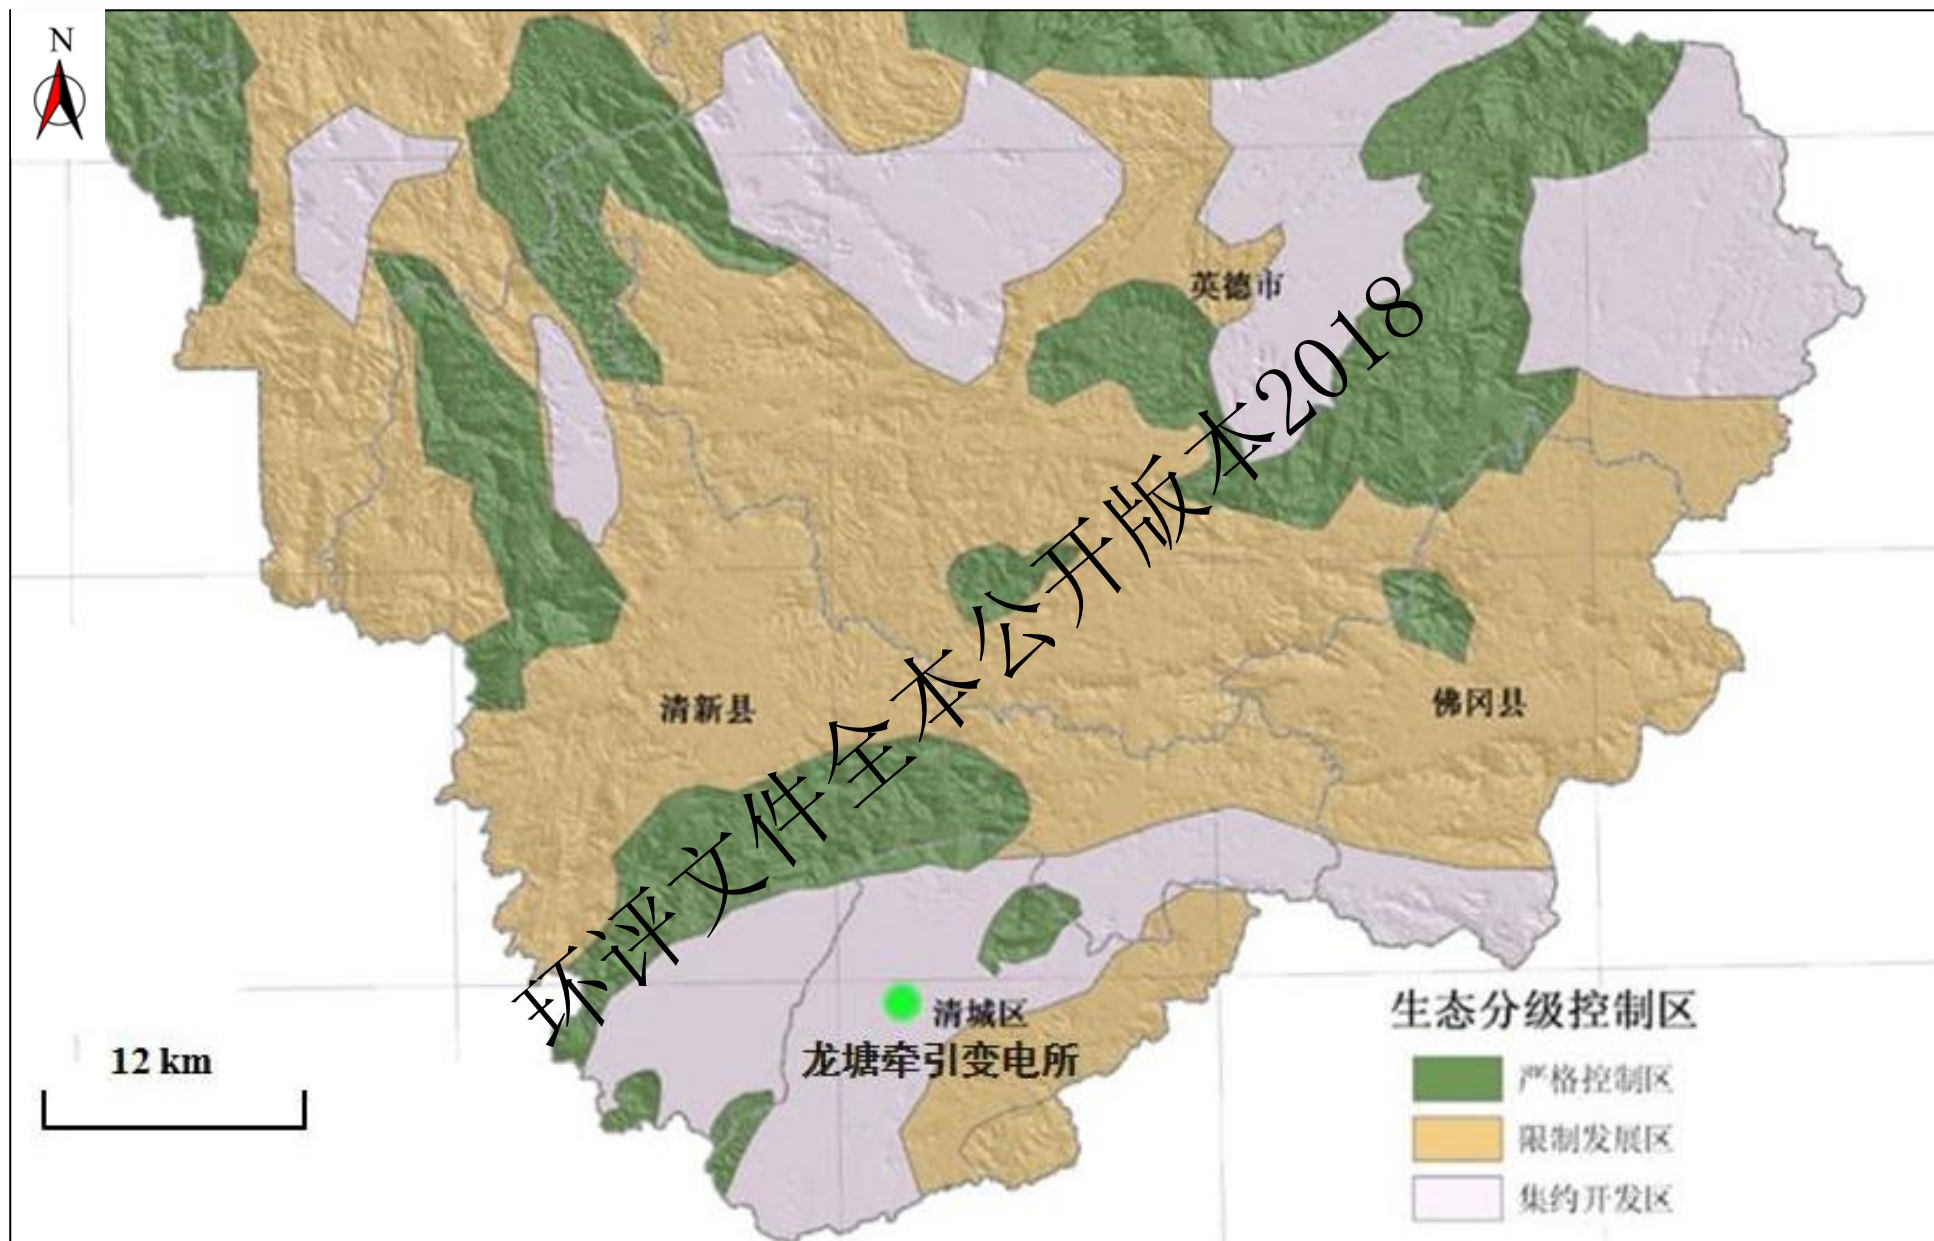 N
英德市
环评文件全本公开版本2018
清新县
佛冈县
清城区
龙塘牵引变电所
12 km
生态分级控制区
严格控制区
限制发展区
集约开发区